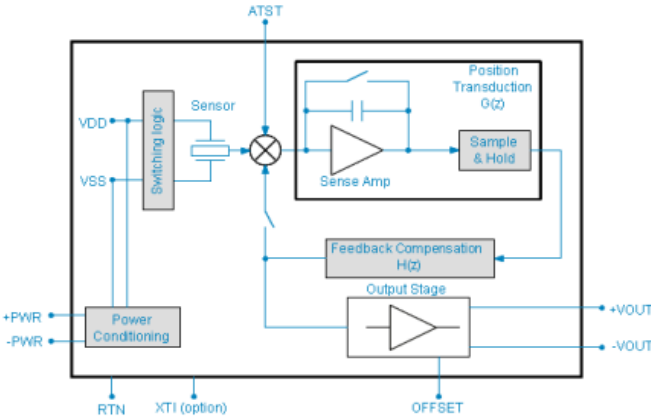 ATST
Position
Transduction
G(z)
Sensor
VDD
Switching logic
Sample
& Hold
VSS
Sense Amp
Feedback Compensation
H(z)
Output Stage
+PWR
-PWR
Power
Conditioning
+VOUT
-VOUT
RTN
XTI (option)
OFFSET